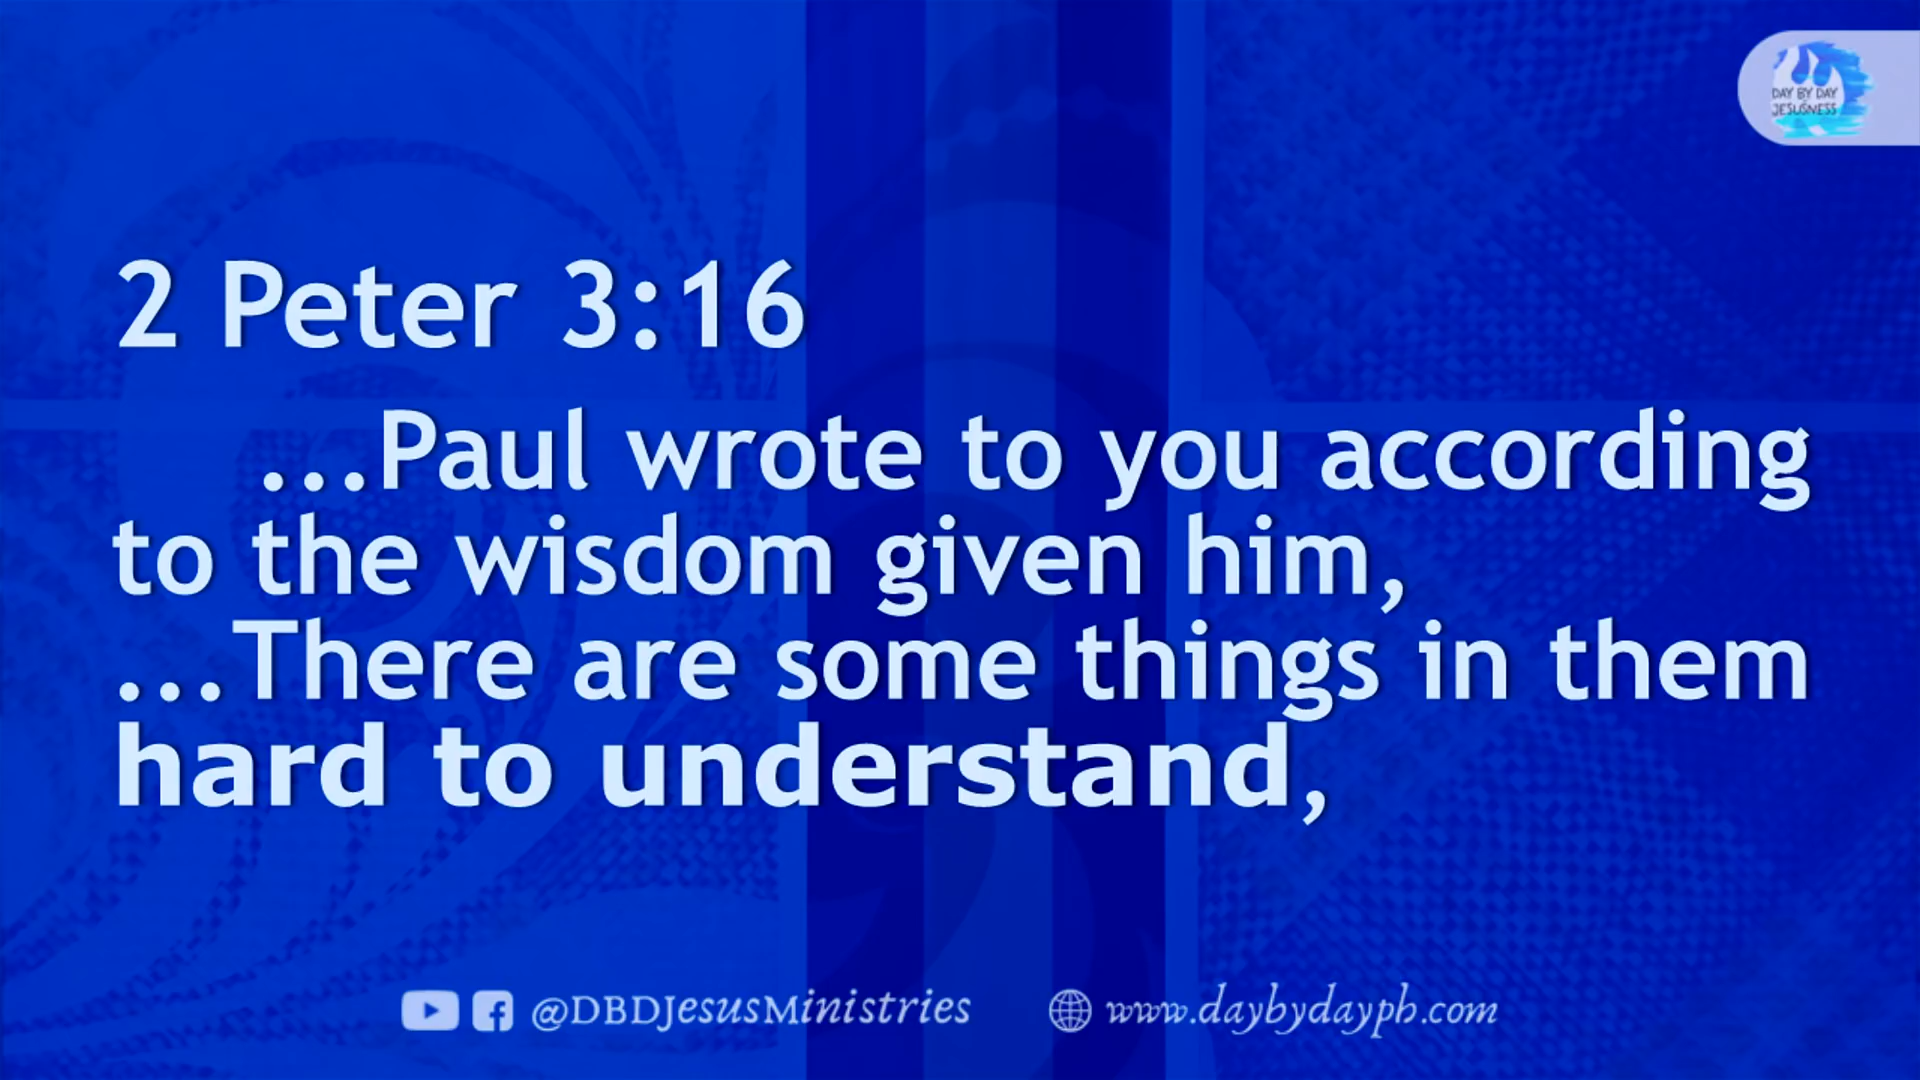 DAY BY DAY
JESUSNESS
2 Peter 3:16
...Paul wrote to you according
to the wisdom given him,
...There are some things in them
hard to understand,
@DBDJesusMinistries
www.daybydayph.com